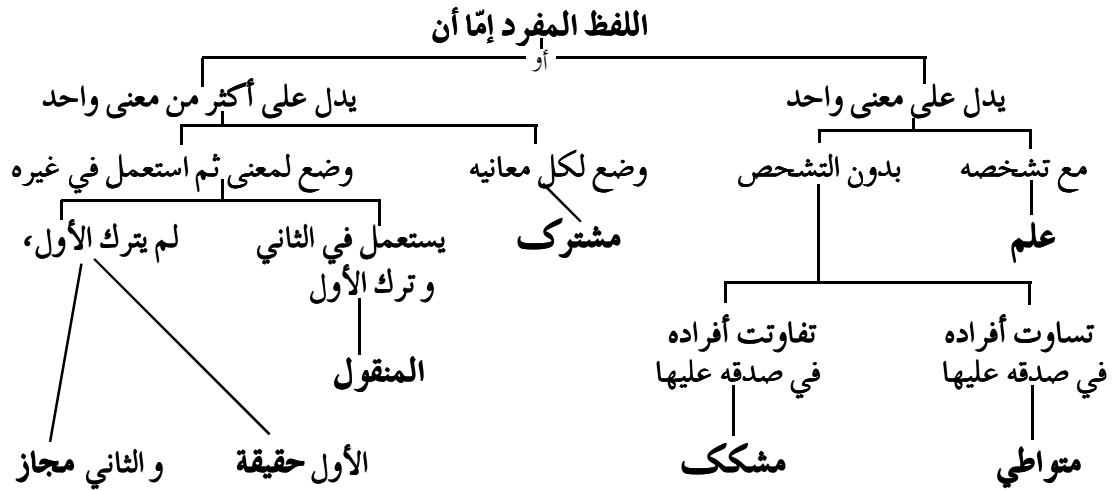 اللفظ المفرد إمّا أن
أو
يدل على معنى واحد
يدل على أكثر من معنى واحد
مع تشخصه
بدون التشحص
وضع لكل معانيه
وضع لمعنى ثم استعمل في غيره
علم
مشترك
يستعمل في الثاني
و ترك الأول
لم يترك الأول،
تساوت أفراده
في صدقه عليها
تفاوتت أفراده
في صدقه عليها
المنقول
متواطي
مشكك
الأول حقيقة
و الثاني مجاز